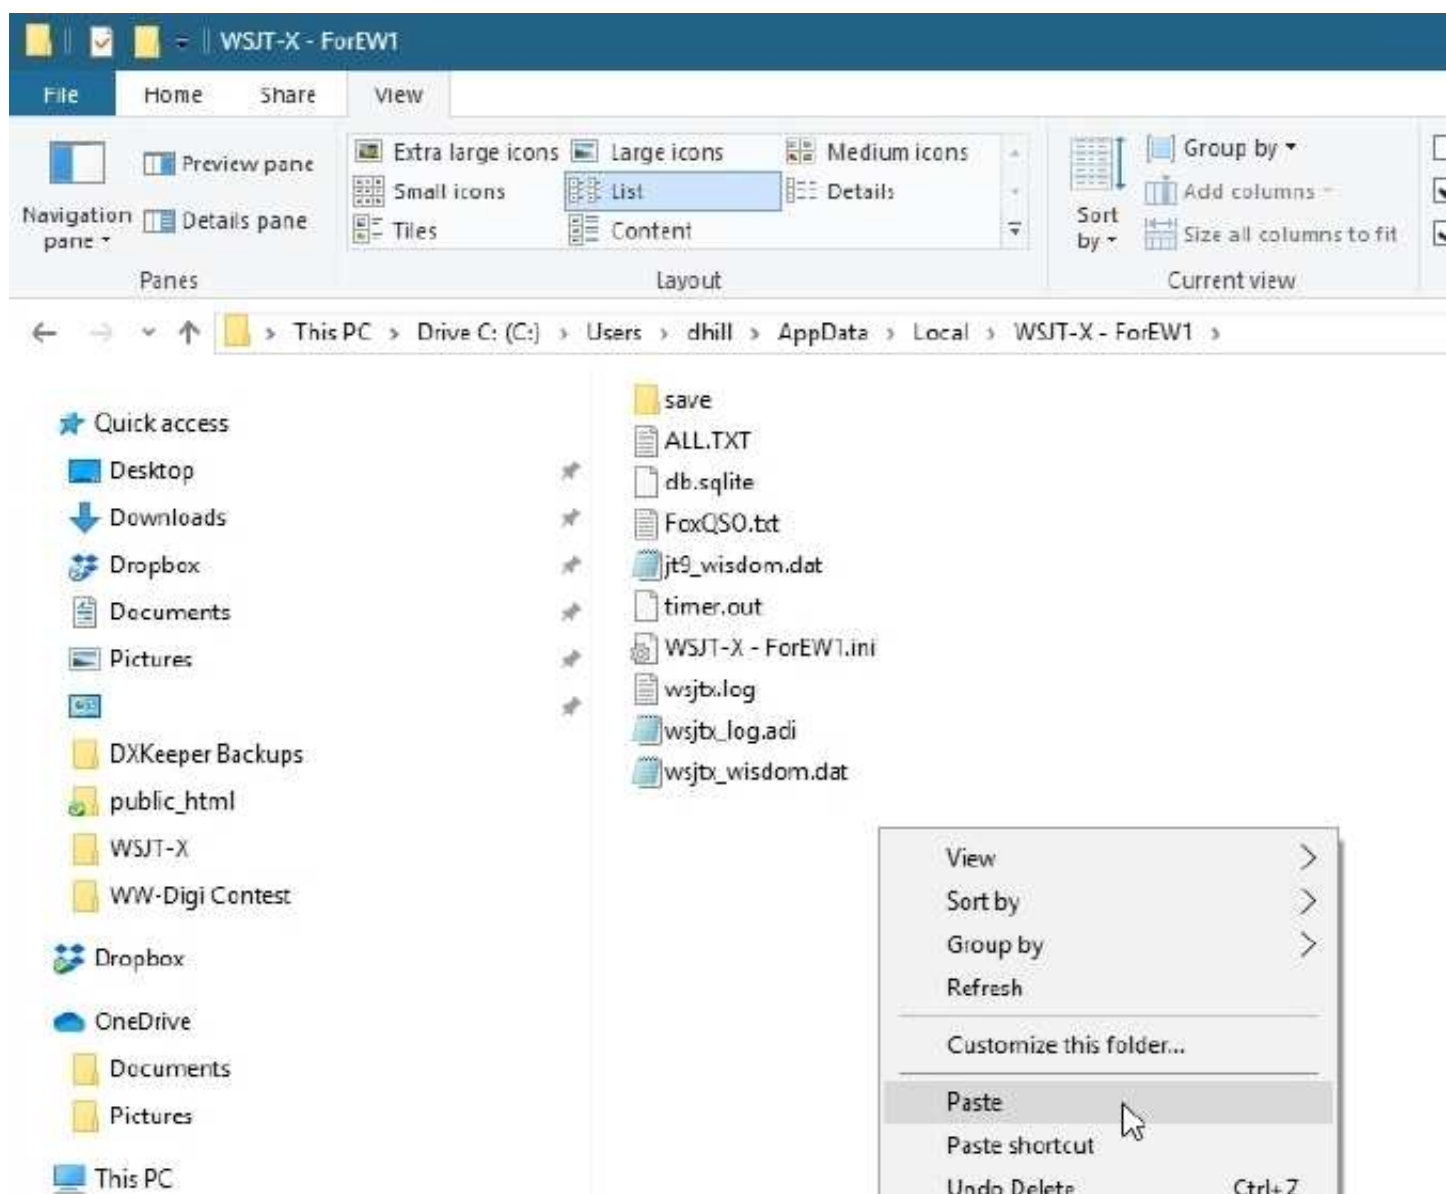 WSJT-X - ForEW1
File Home Share View
Navigation pane
Preview pane
Details pane
Extra large icons Large icons Medium icons
Small icons List Details
Tiles Content
Sort by
Group by
Add columns
Size all columns to fit
Panes Layout Current view
This PC > Drive C: (C:) > Users > dhill > AppData > Local > WSJT-X - ForEW1 >
Quick access
Desktop
Downloads
Dropbox
Documents
Pictures
DXKeeper Backups
public_html
WSJT-X
WW-Digi Contest
Dropbox
OneDrive
Documents
Pictures
This PC
save
ALL.TXT
db.sqlite
FoxQSO.txt
jt9_wisdom.dat
timer.out
WSJT-X - ForEW1.ini
wsjtx.log
wsjtx_log.adi
wsjtx_wisdom.dat
View
Sort by
Group by
Refresh
Customize this folder...
Paste
Paste shortcut
Undo Delete Ctrl+Z